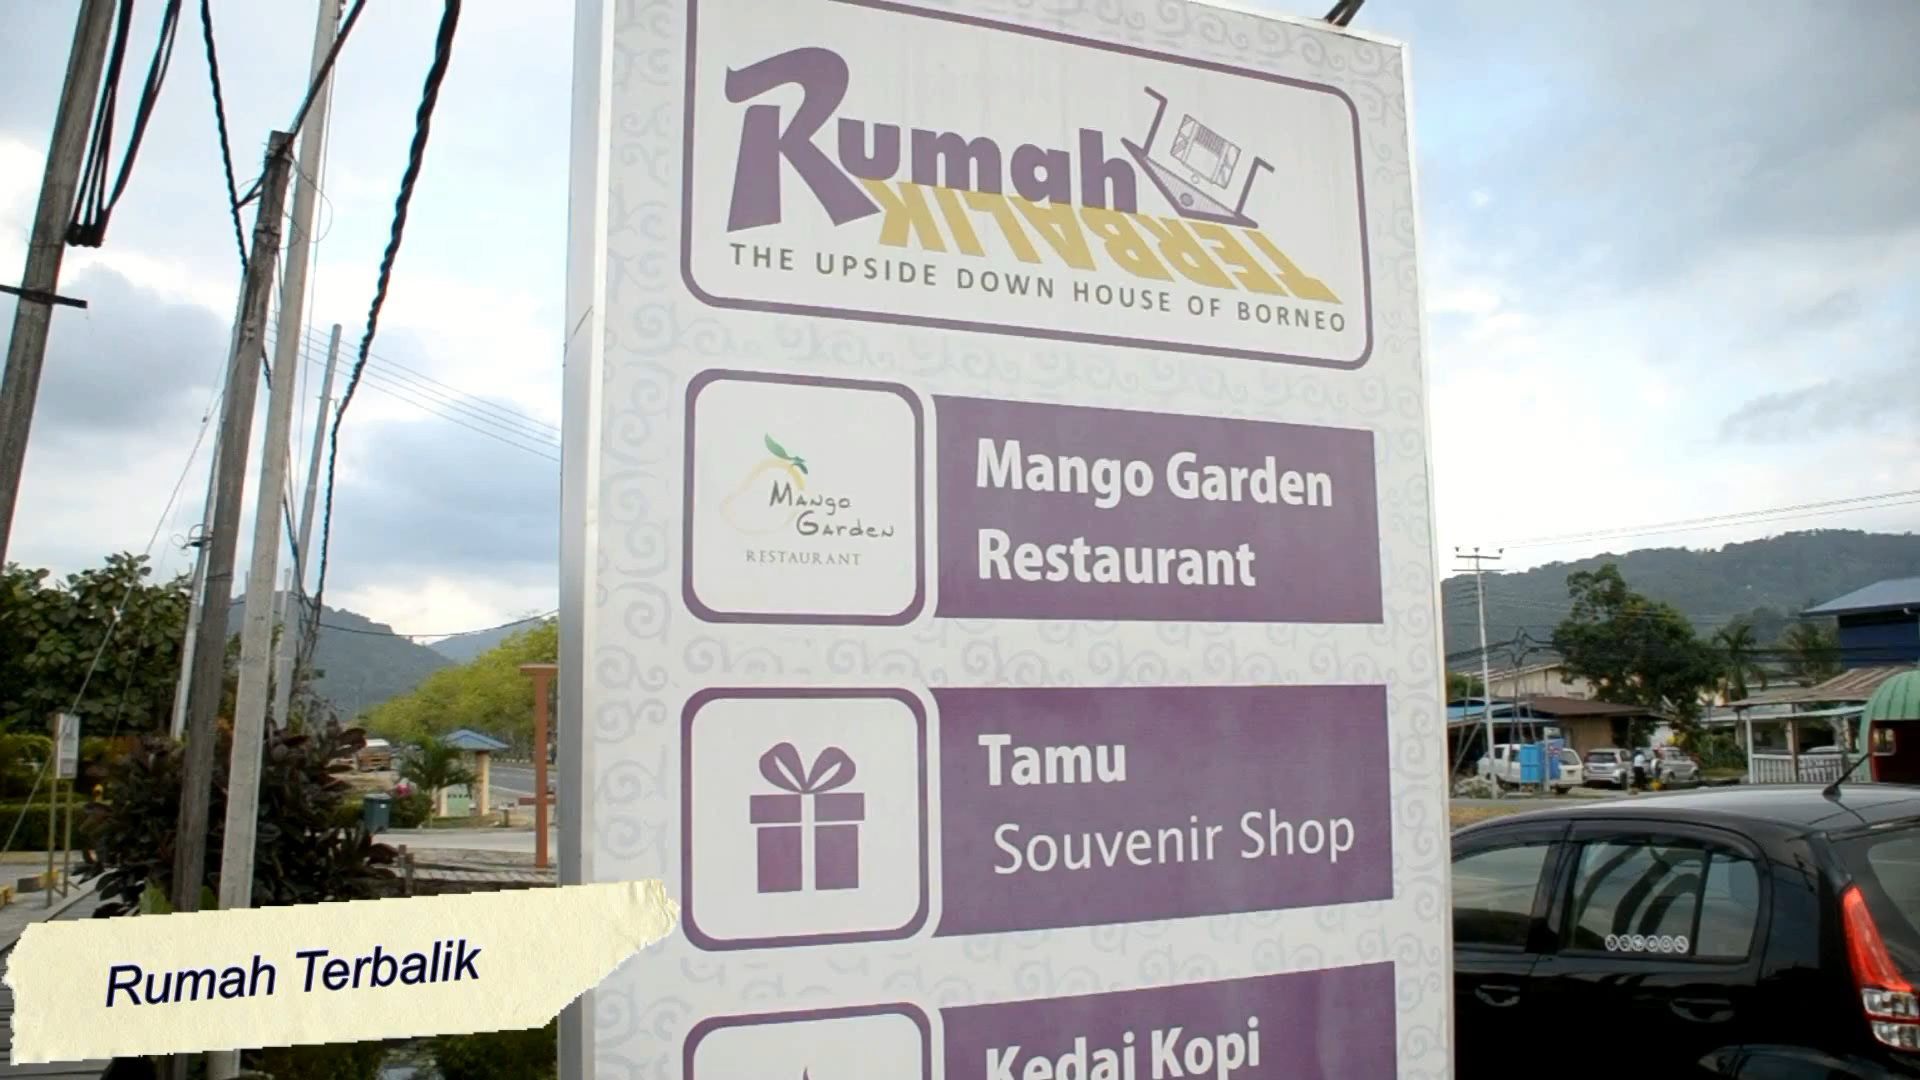 Rumah
TERBALIK
THE UPSIDE DOWN HOUSE OF BORNEO
Mango
Garden
RESTAURANT
Mango Garden
Restaurant
Tamu
Souvenir Shop
Kedai Kopi
Rumah Terbalik